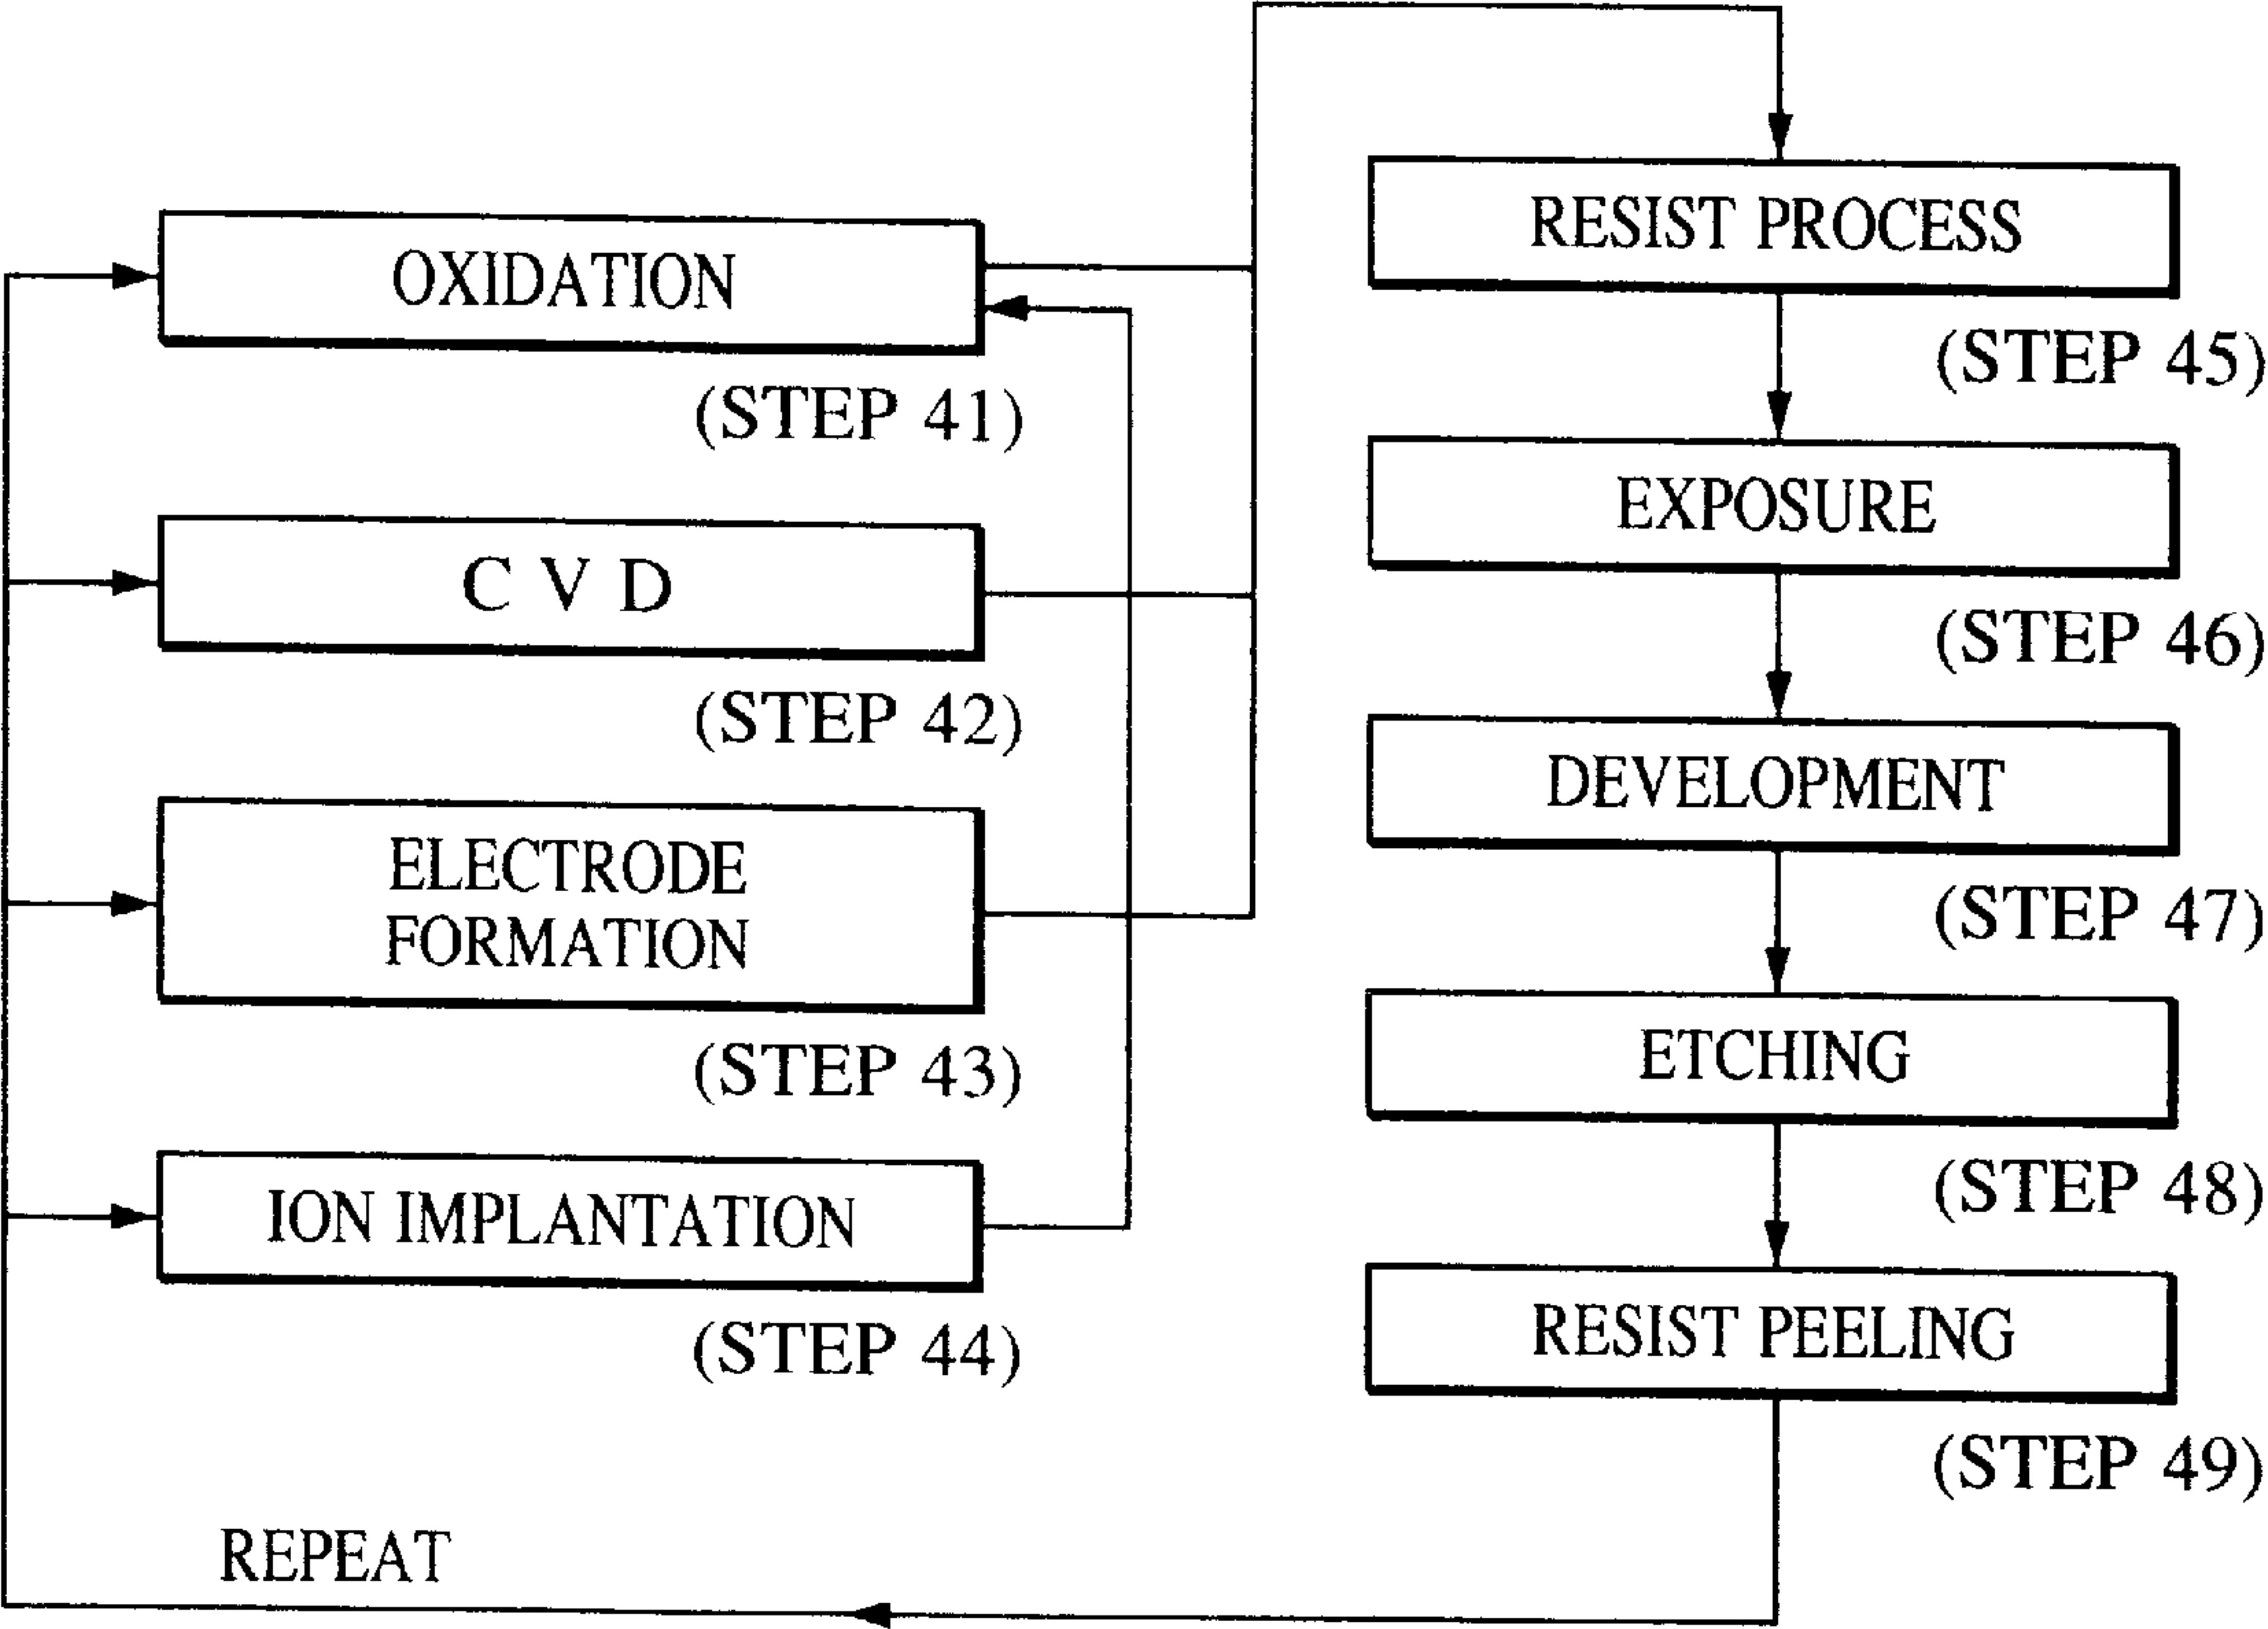 OXIDATION
(STEP 41)
C V D
(STEP 42)
ELECTRODE
FORMATION
(STEP 43)
ION IMPLANTATION
(STEP 44)
REPEAT
RESIST PROCESS
(STEP 45)
EXPOSURE
(STEP 46)
DEVELOPMENT
(STEP 47)
ETCHING
(STEP 48)
RESIST PEELING
(STEP 49)